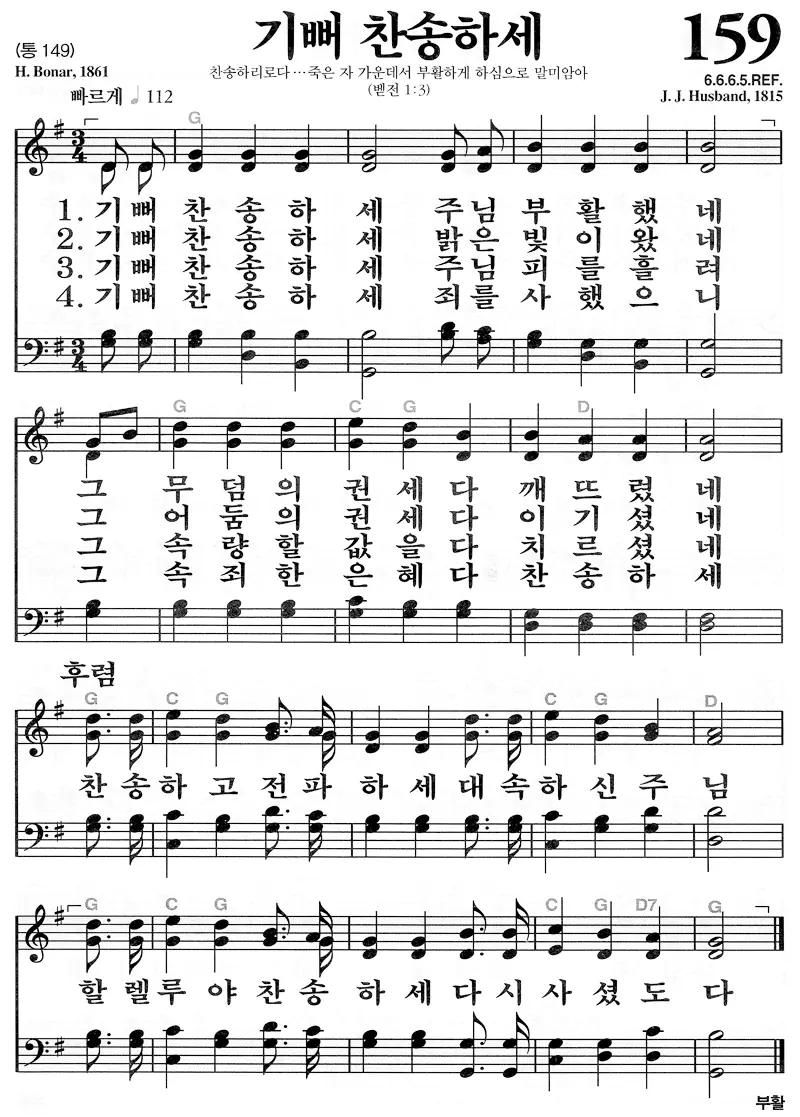 기뻐 찬송하세
159
(통 149)
H. Bonar, 1861
찬송하리로다…죽은 자 가운데서 부활하게 하심으로 말미암아
(벧전 1:3)
6.6.6.5.REF.
J. J. Husband, 1815
빠르게 ♩ 112
G
1. 기 뻐 찬 송 하 세 주 님 부 활 했 네
2. 기 뻐 찬 송 하 세 밝 은 빛 이 왔 네
3. 기 뻐 찬 송 하 세 주 님 피 를 흘 려
4. 기 뻐 찬 송 하 세 죄 를 사 했 으 니
G C G D
그 무 덤 의 권 세 다 깨 뜨 렸 네
그 어 둠 의 권 세 다 이 기 셨 네
그 속 량 할 값 을 다 치 르 셨 네
그 속 죄 한 은 혜 다 찬 송 하 세
후렴
G C G C G D
찬 송 하 고 전 파 하 세 대 속 하 신 주 님
G C G C G D7 G
할 렐 루 야 찬 송 하 세 다 시 사 셨 도 다
부활